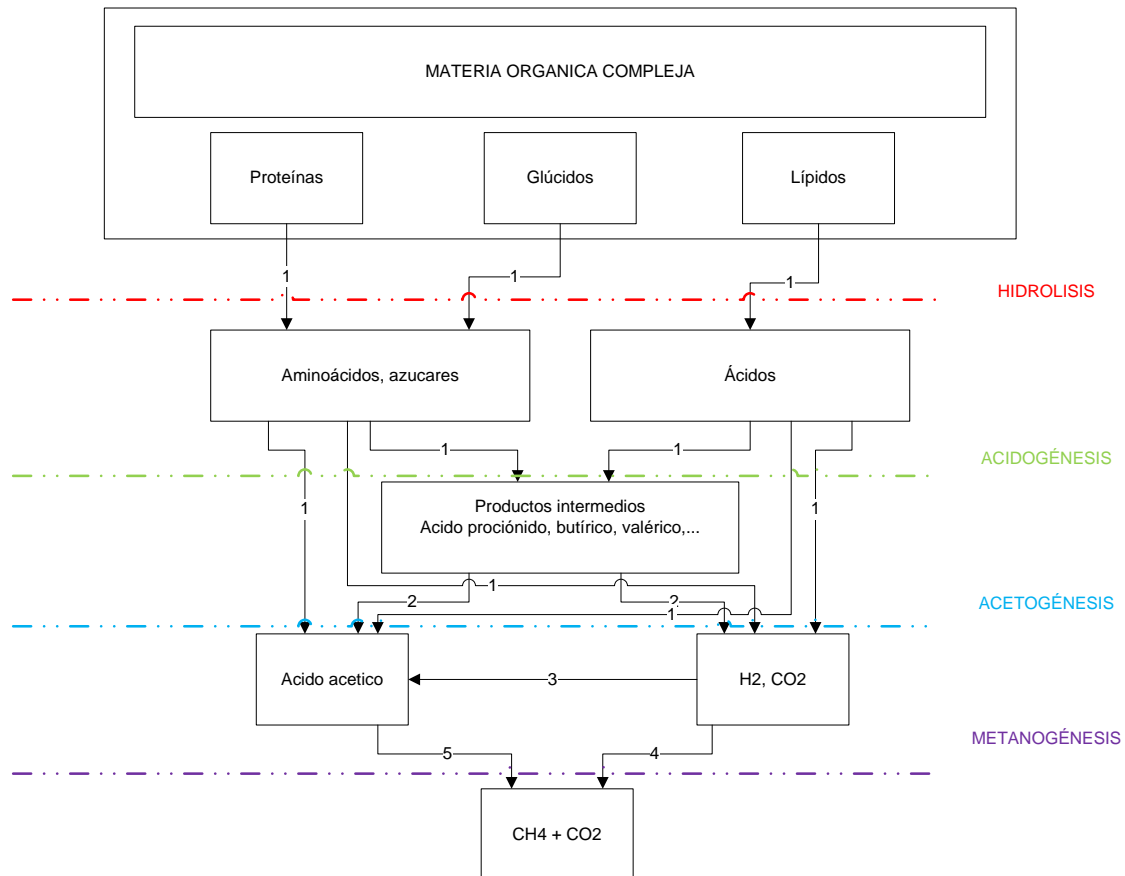 MATERIA ORGANICA COMPLEJA
Proteínas
Glúcidos
Lípidos
1
1
1
HIDROLISIS
Aminoácidos, azucares
Ácidos
1
1
ACIDOGÉNESIS
Productos intermedios
Acido prociónido, butírico, valérico,...
1
1
1
2
2
1
ACETOGÉNESIS
Acido acetico
3
H2, CO2
METANOGÉNESIS
5
4
CH4 + CO2